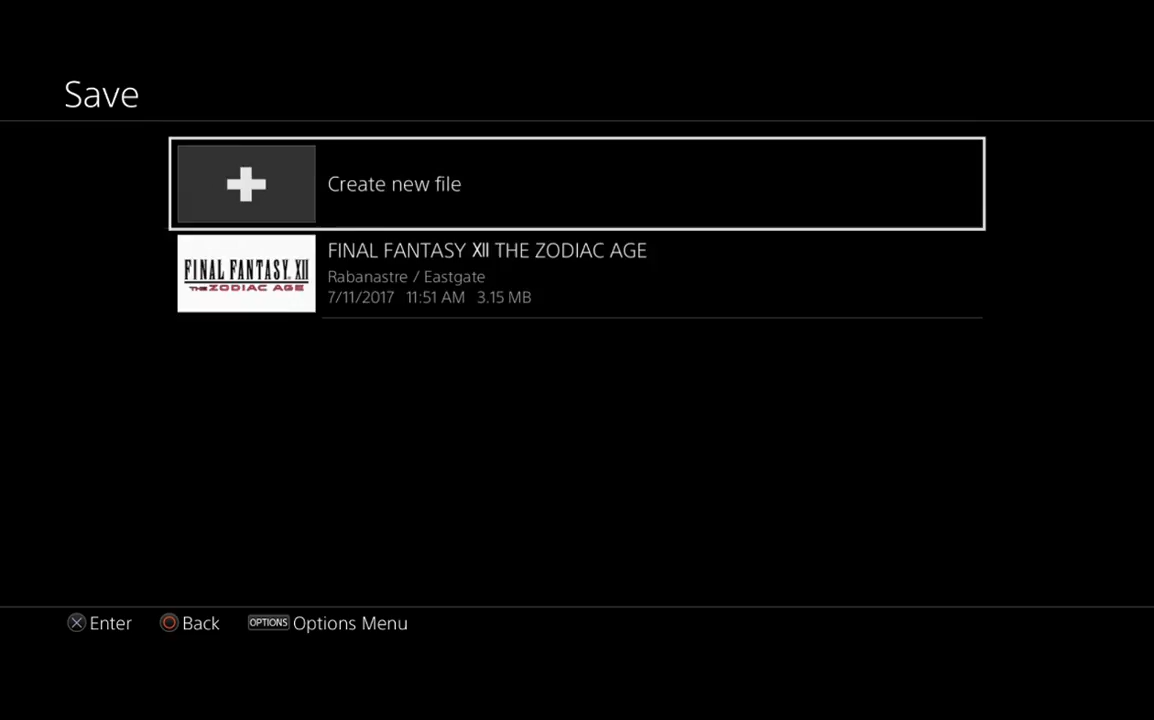 Save
Create new file
FINAL FANTASY XII
THE ZODIAC AGE
FINAL FANTASY XII THE ZODIAC AGE
Rabanastre / Eastgate
7/11/2017 11:51 AM 3.15 MB
Enter Back OPTIONS Options Menu